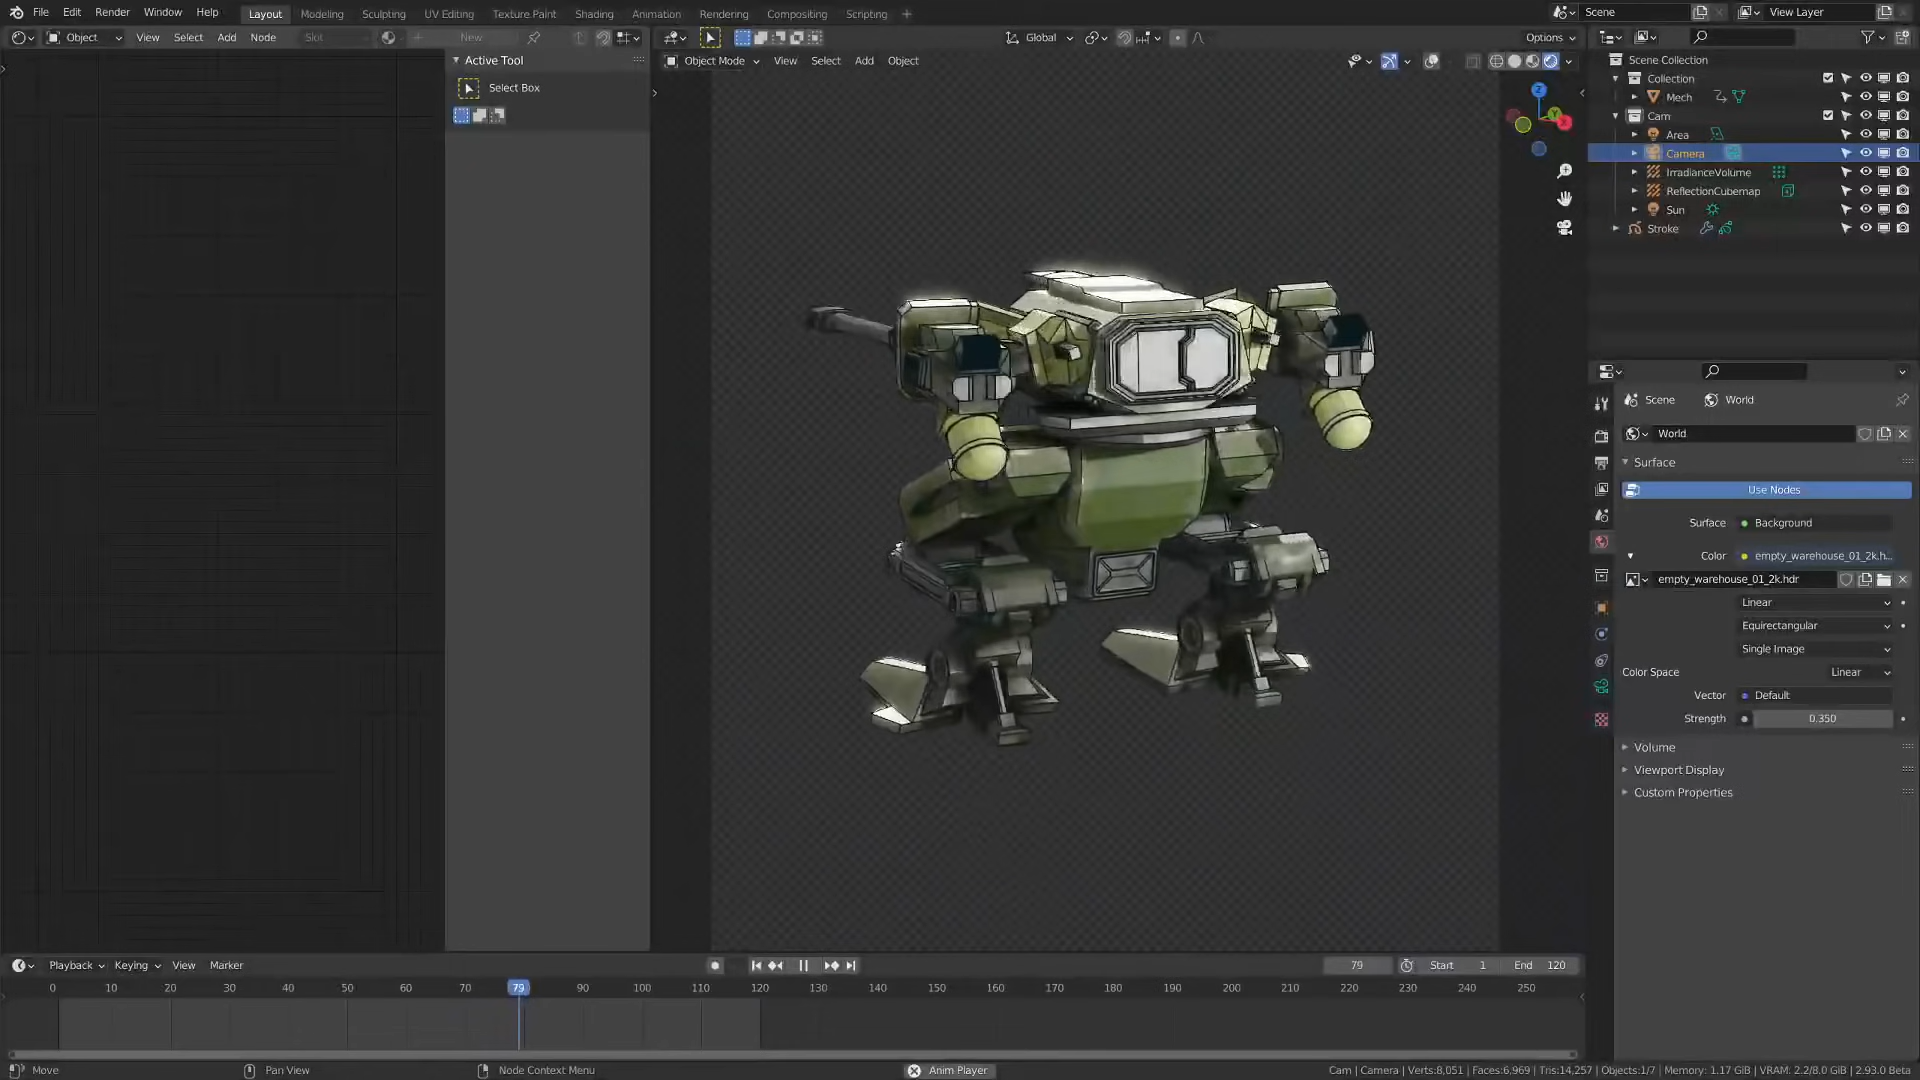 File Edit Render Window Help Layout Modeling Sculpting UV Editing Texture Paint Shading Animation Rendering Compositing Scripting + Scene View Layer
Object View Select Add Node Slot New Global Options
Active Tool Object Mode View Select Add Object Scene Collection
Collection
Select Box
Mech
Cam
Area
Camera
IrradianceVolume
ReflectionCubemap
Sun
Stroke
Z
Y
X
Scene World
World
Surface
Use Nodes
Surface Background
Color empty_warehouse_01_2k.h...
empty_warehouse_01_2k.hdr
Linear
Equirectangular
Single Image
Color Space Linear
Vector Default
Strength 0.350
Volume
Viewport Display
Custom Properties
Playback Keying View Marker 79 Start 1 End 120
0 10 20 30 40 50 60 70 79 90 100 110 120 130 140 150 160 170 180 190 200 210 220 230 240 250
Move Pan View Node Context Menu Anim Player Cam | Camera | Verts:8,051 | Faces:6,969 | Tris:14,257 | Objects:1/7 | Memory: 1.17 GiB | VRAM: 2.2/8.0 GiB | 2.93.0 Beta